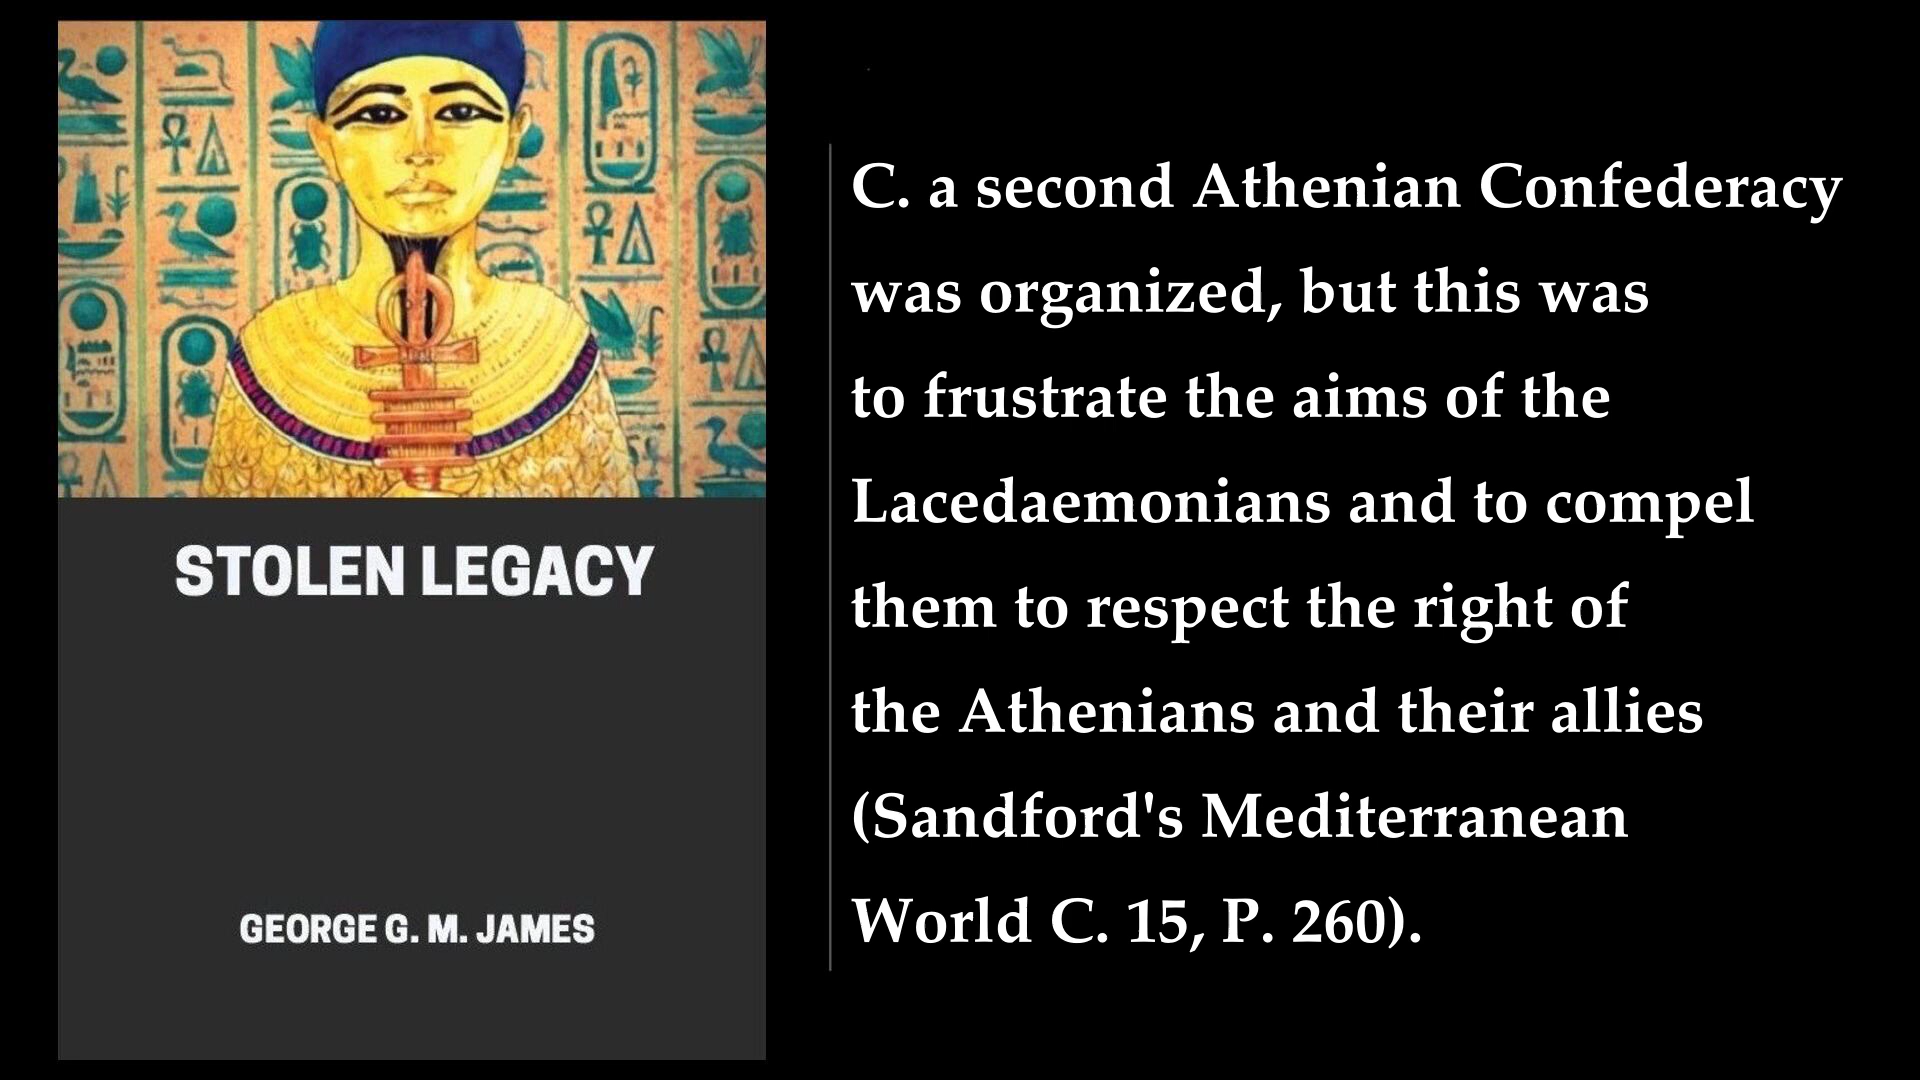 STOLEN LEGACY
GEORGE G. M. JAMES
C. a second Athenian Confederacy
was organized, but this was
to frustrate the aims of the
Lacedaemonians and to compel
them to respect the right of
the Athenians and their allies
(Sandford's Mediterranean
World C. 15, P. 260).